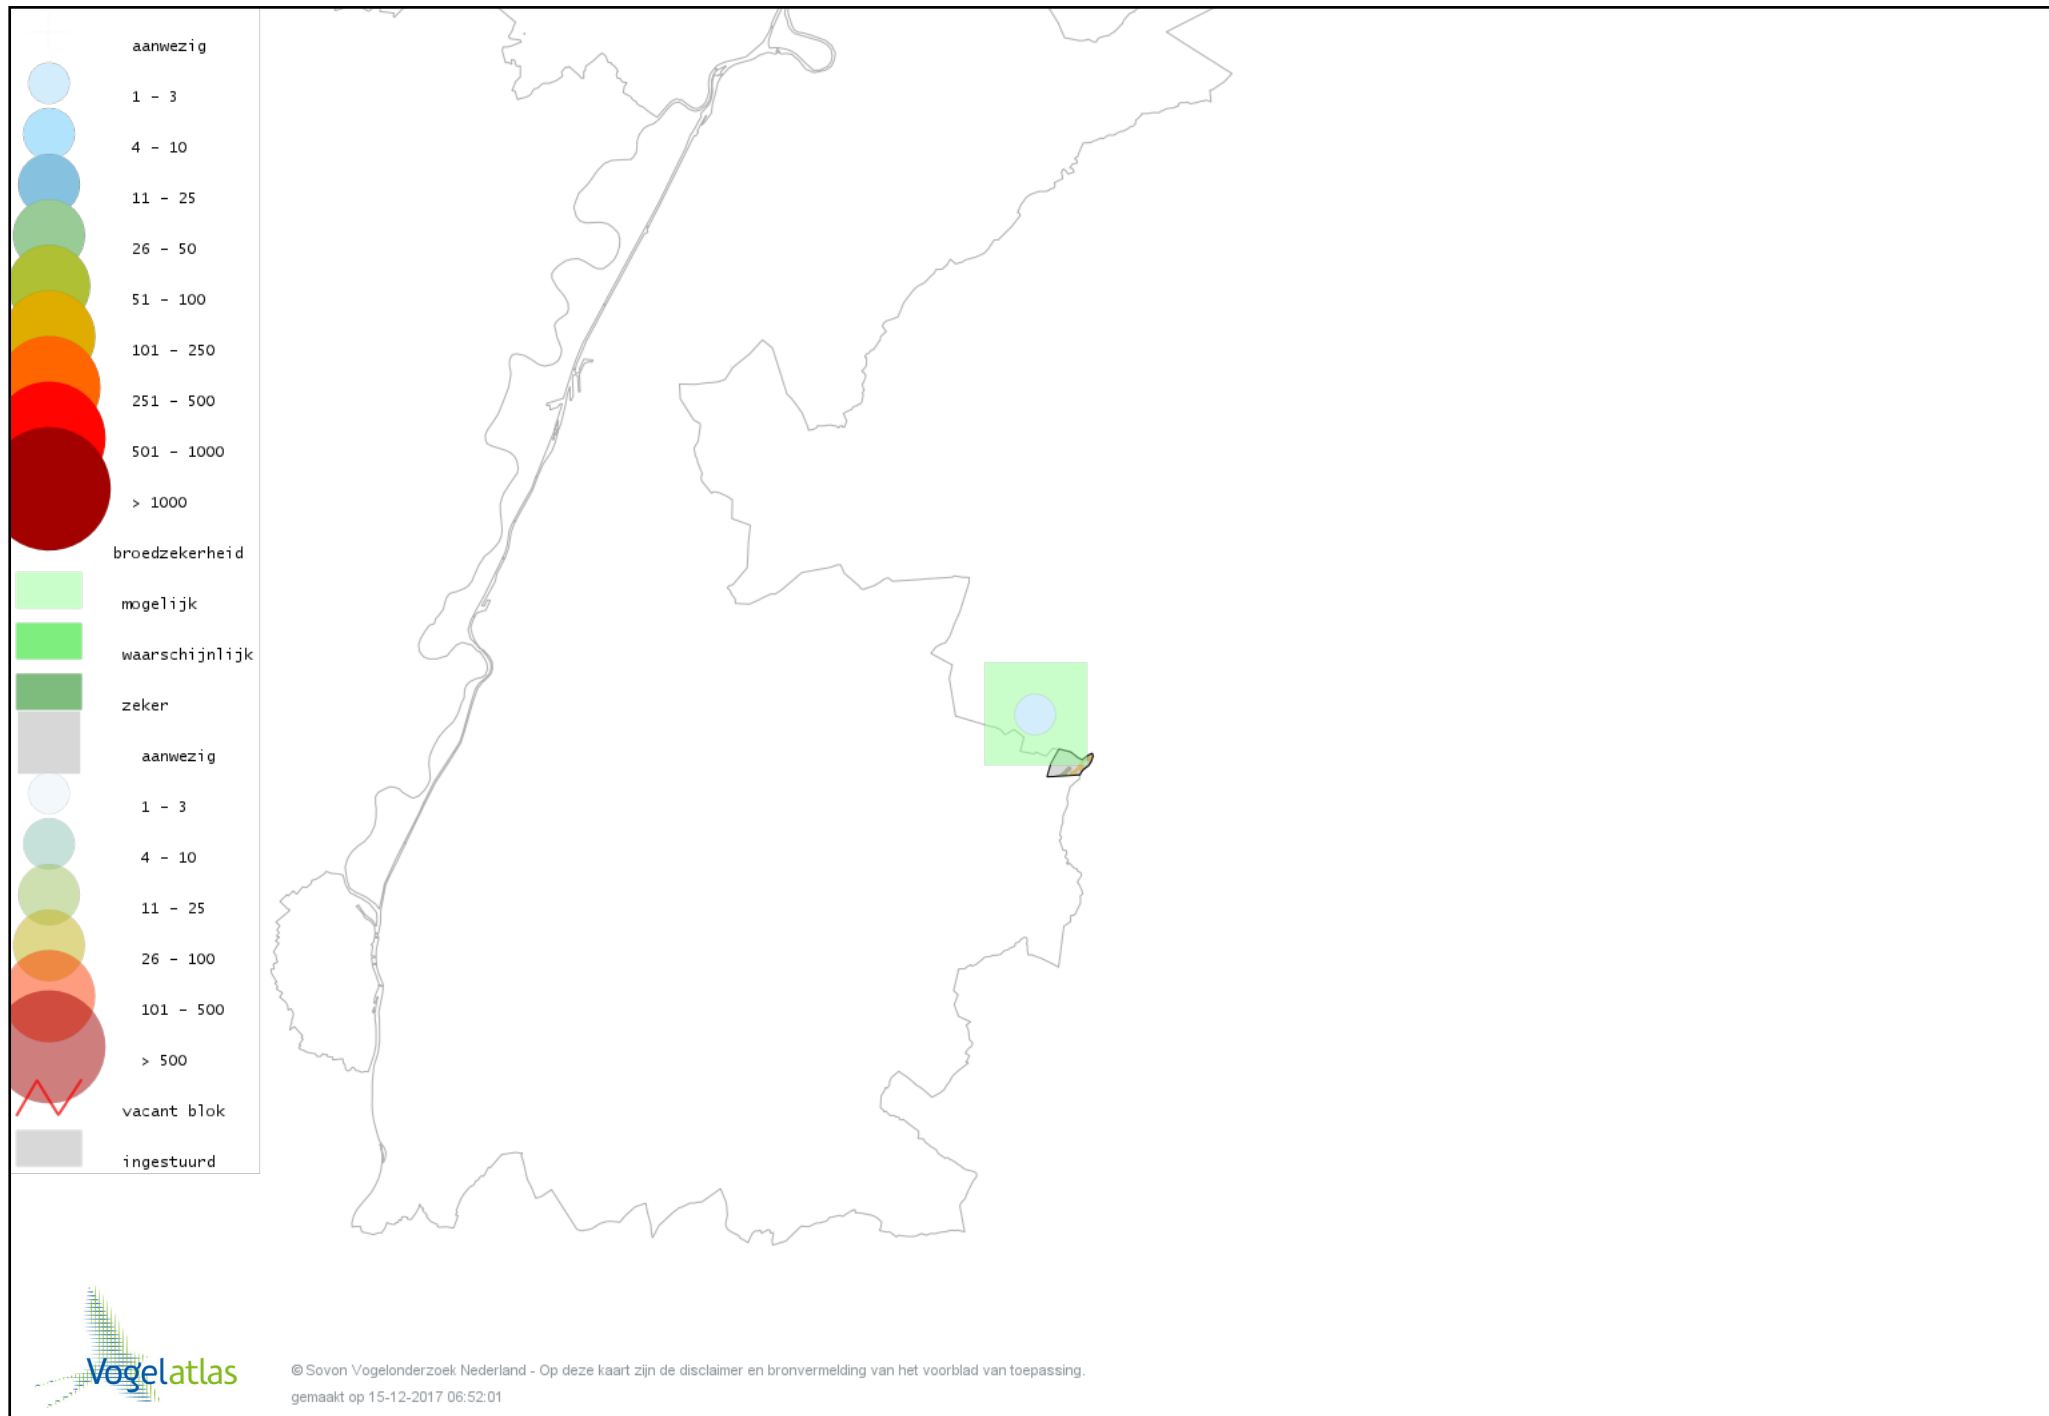 aanwezig
1 - 3
4 - 10
11 - 25
26 - 50
51 - 100
101 - 250
251 - 500
501 - 1000
> 1000
broedzekerheid
mogelijk
waarschijnlijk
zeker
aanwezig
1 - 3
4 - 10
11 - 25
26 - 100
101 - 500
> 500
vacant blok
ingestuurd
Vogelatlas
© Sovon Vogelonderzoek Nederland - Op deze kaart zijn de disclaimer en bronvermelding van het voorblad van toepassing.
gemaakt op 15-12-2017 06:52:01